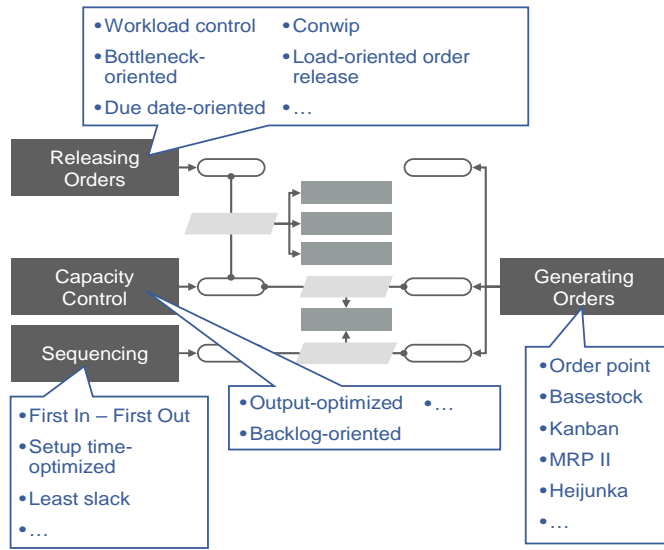 •Workload control
•Bottleneck-
oriented
•Due date-oriented
•Conwip
•Load-oriented order
release
•…
Releasing
Orders
Capacity
Control
Sequencing
Generating
Orders
•First In – First Out
•Setup time-
optimized
•Least slack
•…
•Output-optimized
•Backlog-oriented
•…
•Order point
•Basestock
•Kanban
•MRP II
•Heijunka
•…